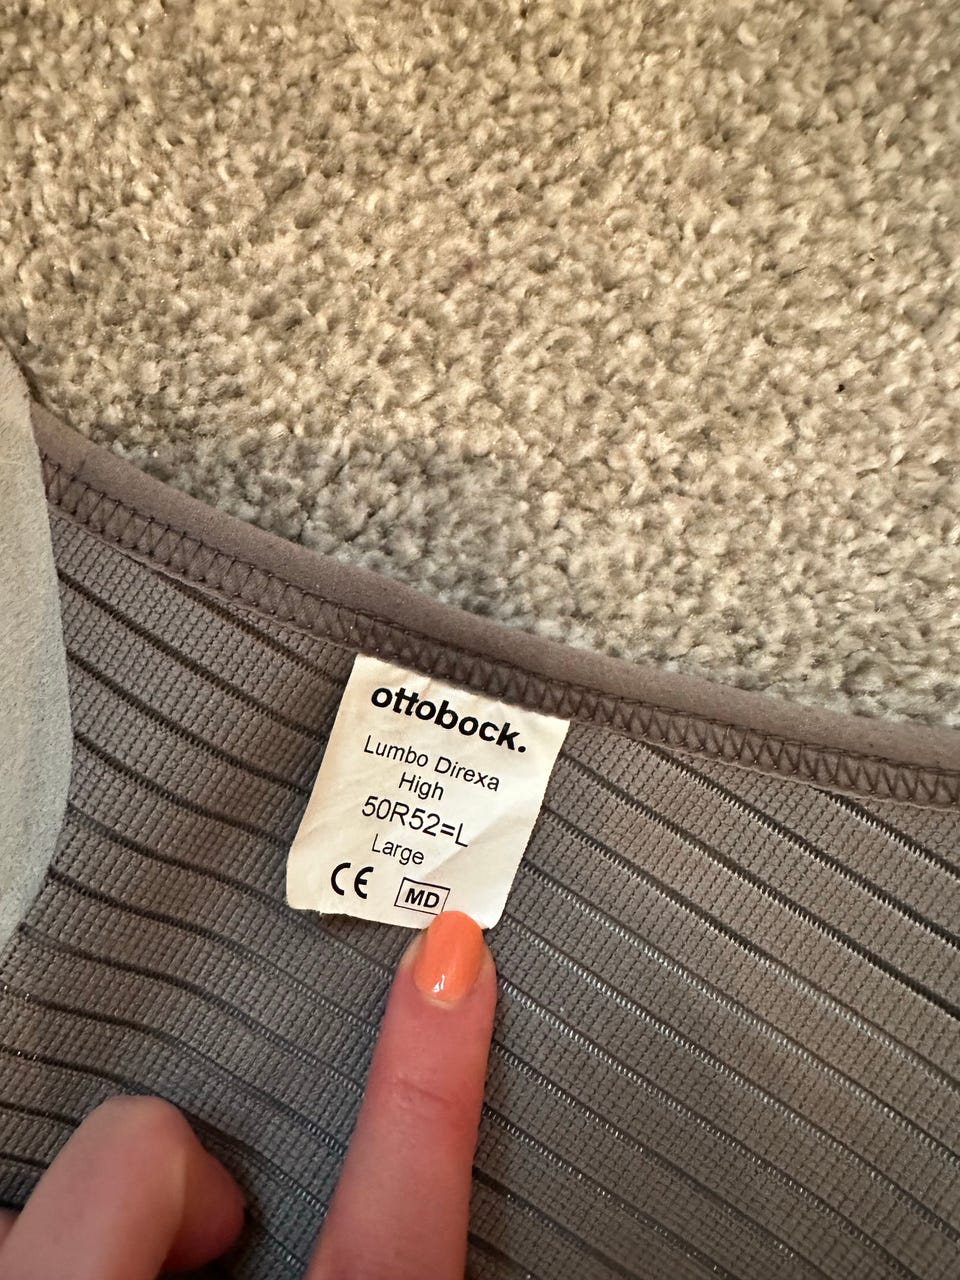 ottobock.
Lumbo Direxa
High
50R52=L
Large
CE MD